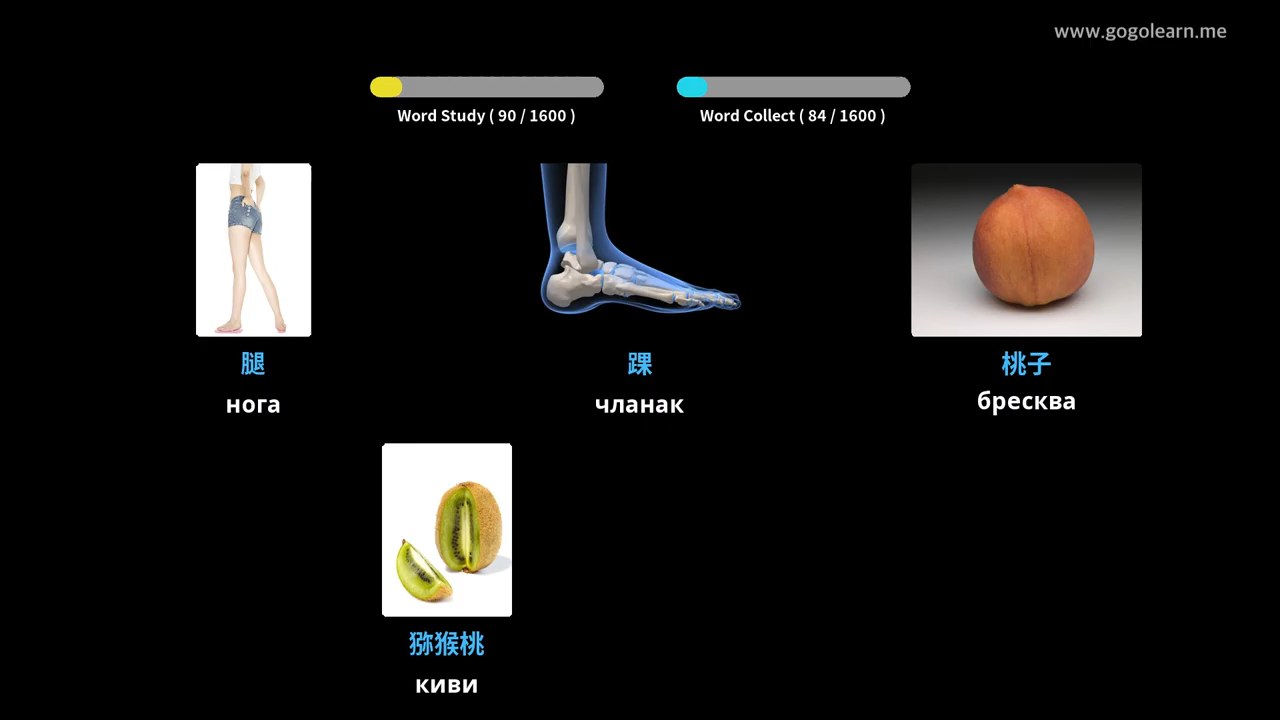 www.gogolearn.me
Word Study ( 90 / 1600 )
Word Collect ( 84 / 1600 )
腿
踝
桃子
нога
чланак
бресква
猕猴桃
киви